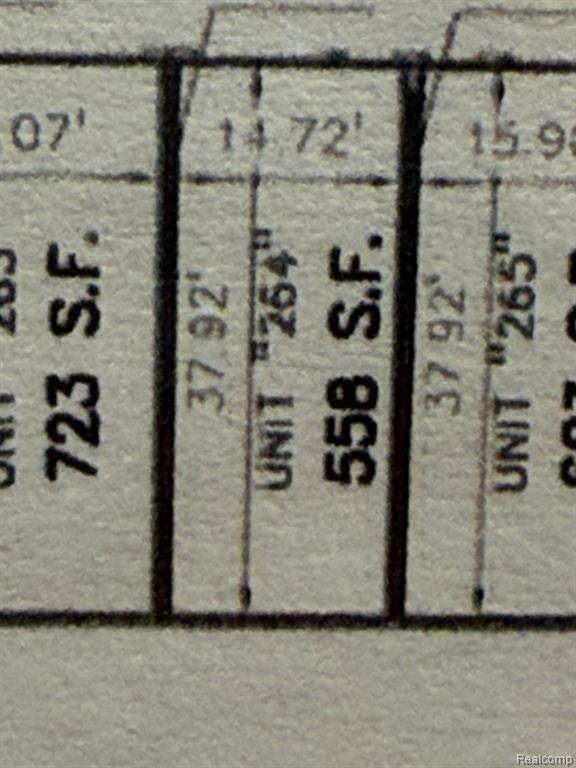 .07'
14.72'
15.9
723 S.F.
37.92'
UNIT "264"
558 S.F.
37.92'
UNIT "265"
Realcomp